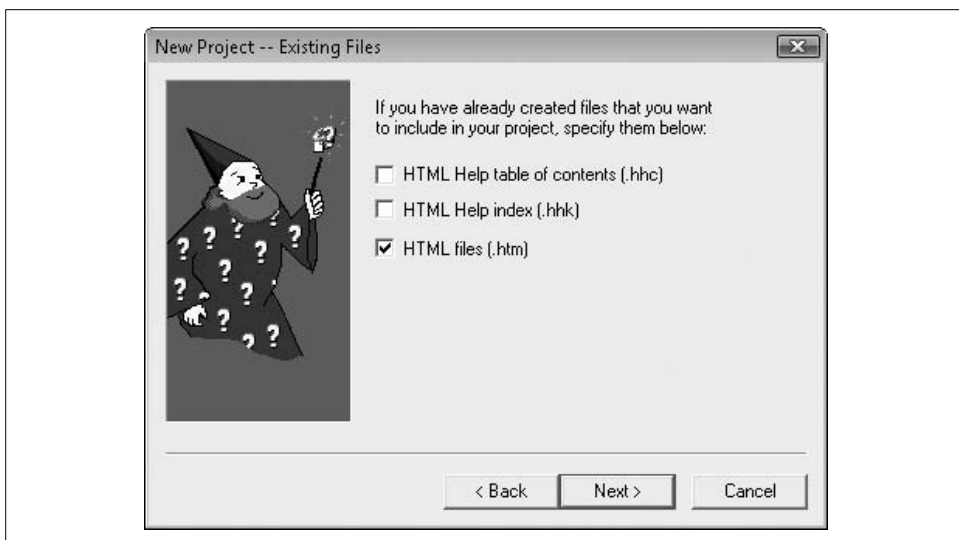 New Project -- Existing Files
If you have already created files that you want
to include in your project, specify them below:
HTML Help table of contents (.hhc)
HTML Help index (.hhk)
HTML files (.htm)
< Back
Next >
Cancel